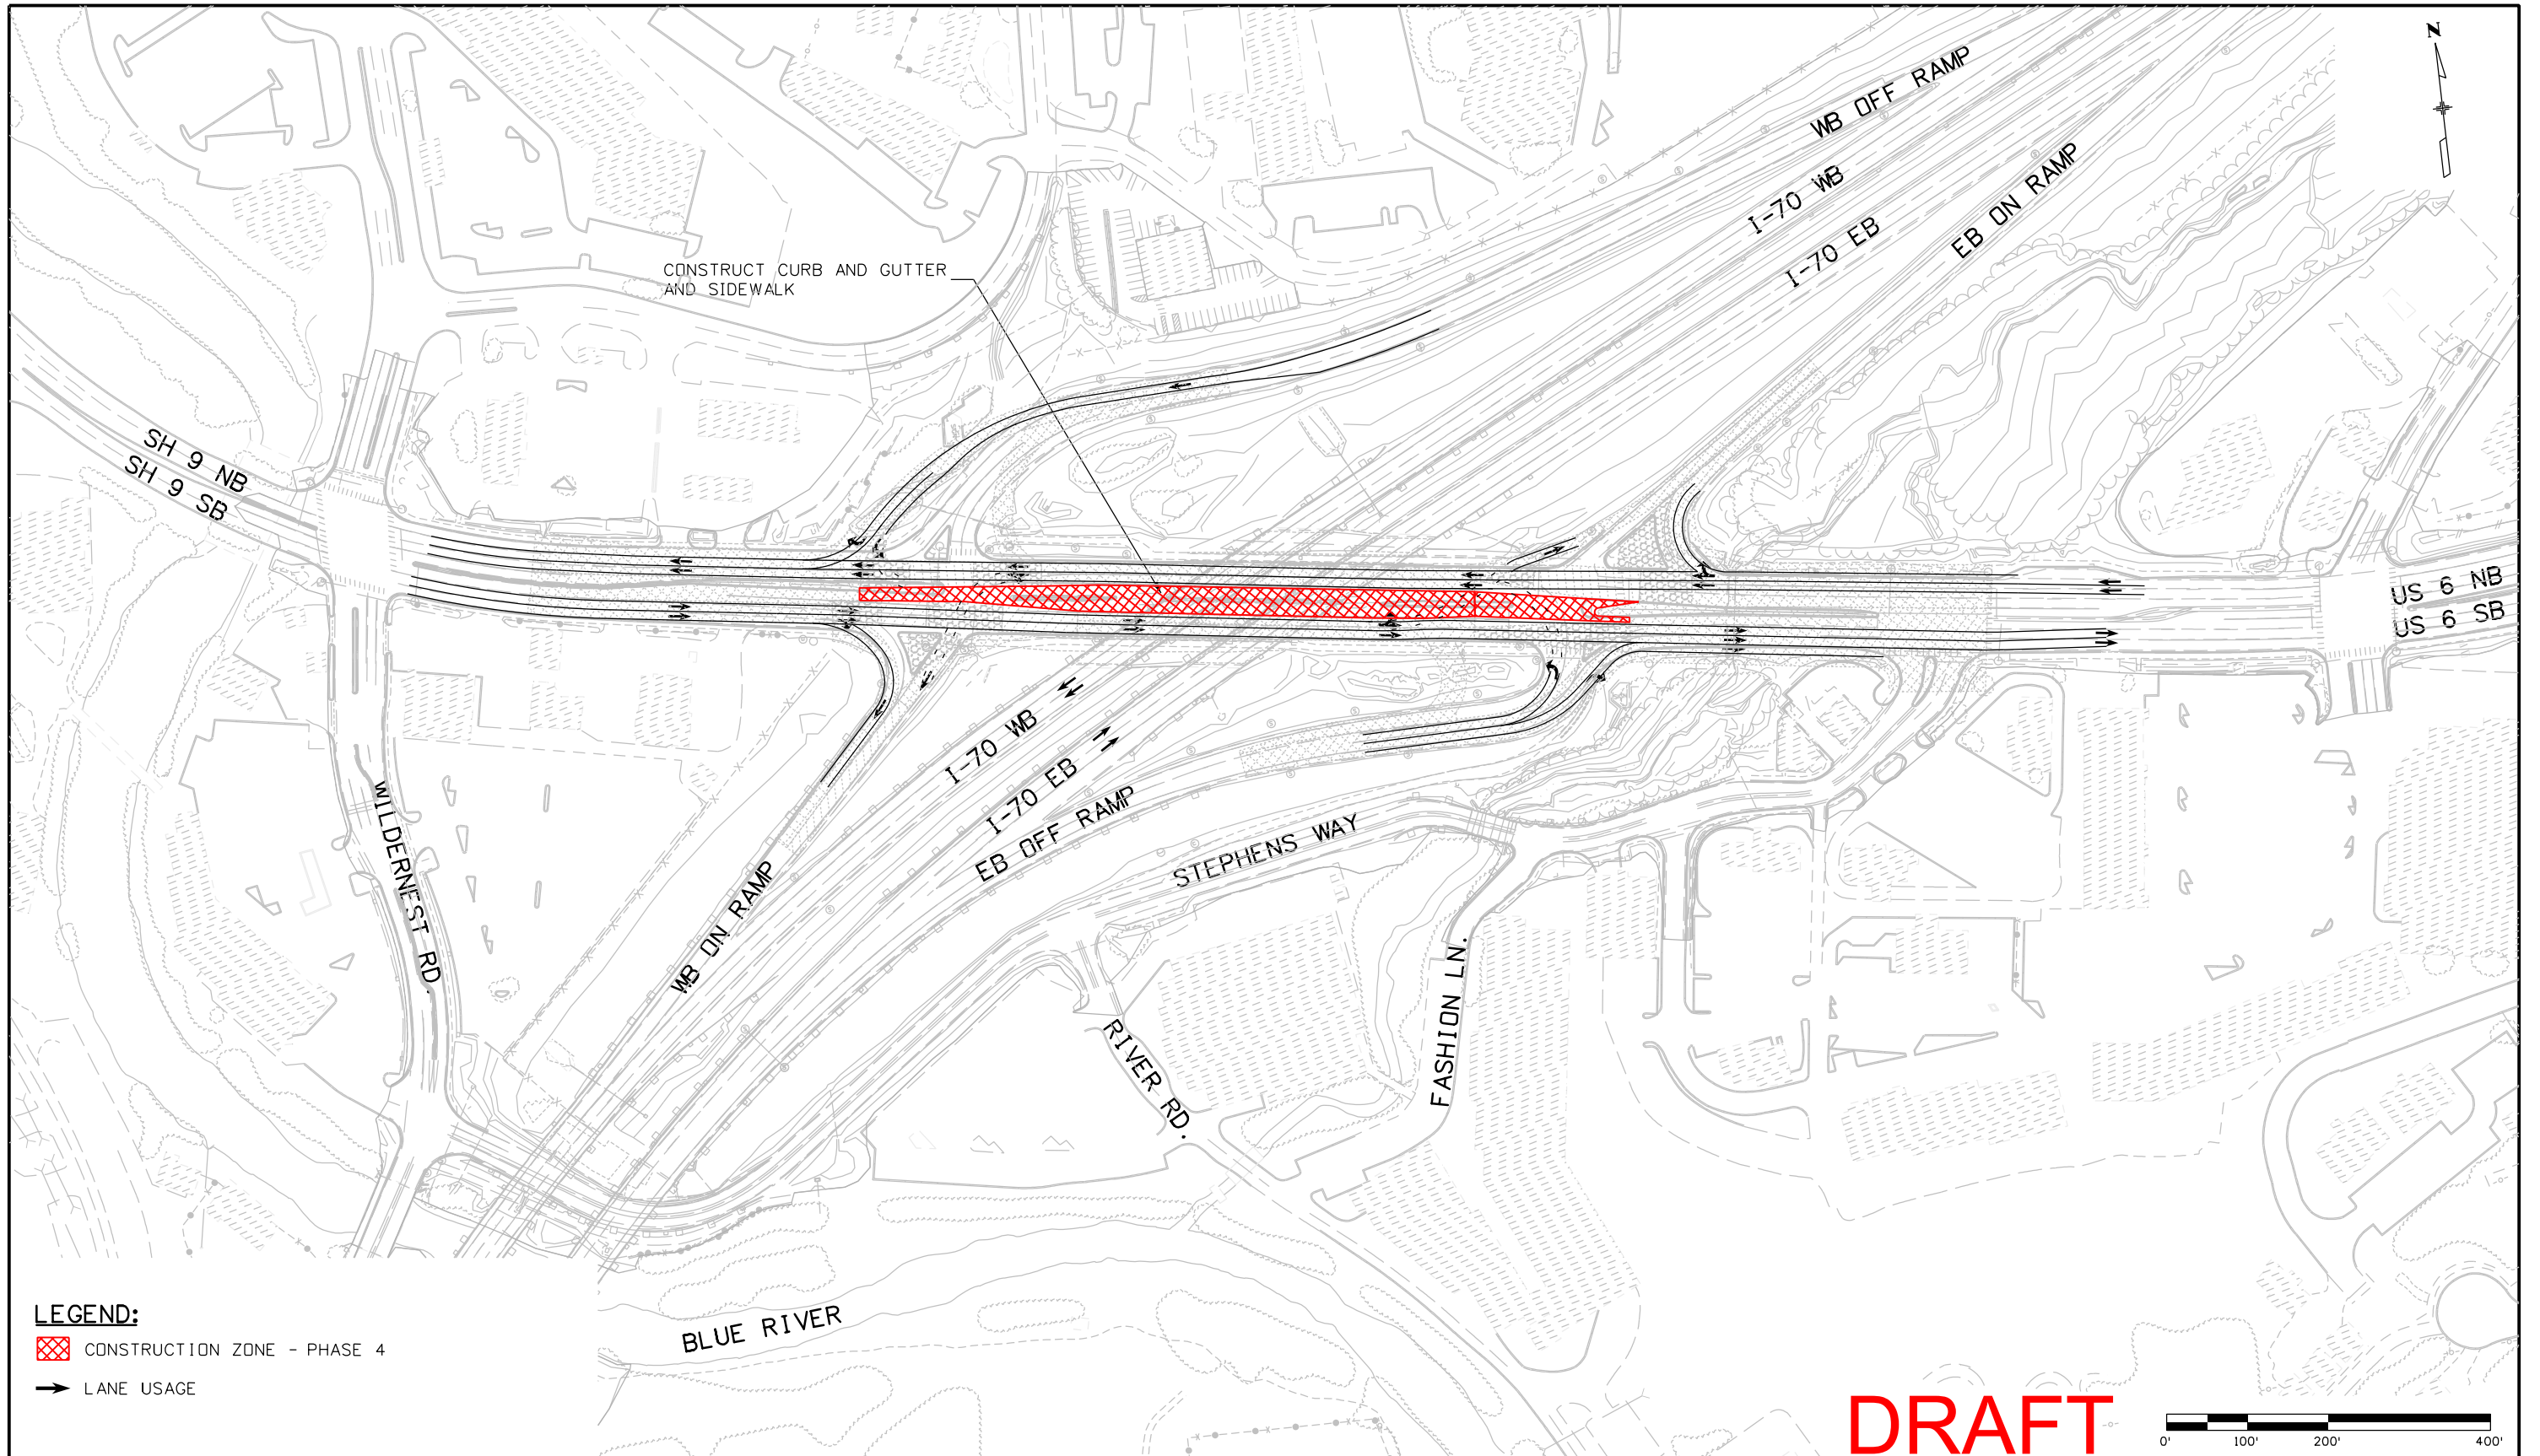 N
WB OFF RAMP
I-70 WB
I-70 EB
EB ON RAMP
CONSTRUCT CURB AND GUTTER
AND SIDEWALK
SH 9 NB
SH 9 SB
US 6 NB
US 6 SB
I-70 WB
I-70 EB
EB OFF RAMP
WB ON RAMP
STEPHENS WAY
WILDERNEST RD.
RIVER RD.
FASHION LN.
BLUE RIVER
LEGEND:
CONSTRUCTION ZONE - PHASE 4
LANE USAGE
DRAFT
0' 100' 200' 400'